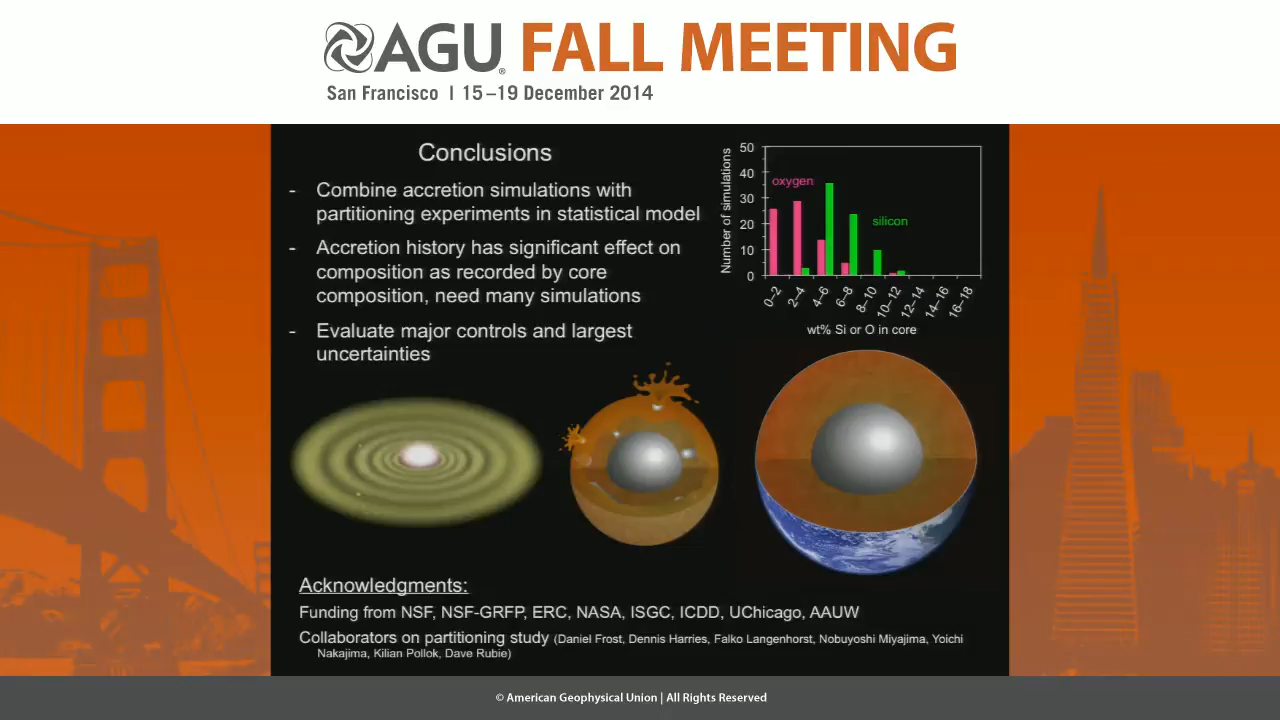 AGU® FALL MEETING
San Francisco | 15–19 December 2014
Conclusions
- Combine accretion simulations with
partitioning experiments in statistical model
- Accretion history has significant effect on
composition as recorded by core
composition, need many simulations
- Evaluate major controls and largest
uncertainties
Number of simulations
50
40
30
20
10
0
oxygen
silicon
0–2
2–4
4–6
6–8
8–10
10–12
12–14
14–16
16–18
wt% Si or O in core
Acknowledgments:
Funding from NSF, NSF-GRFP, ERC, NASA, ISGC, ICDD, UChicago, AAUW
Collaborators on partitioning study (Daniel Frost, Dennis Harries, Falko Langenhorst, Nobuyoshi Miyajima, Yoichi
Nakajima, Kilian Pollok, Dave Rubie)
© American Geophysical Union | All Rights Reserved